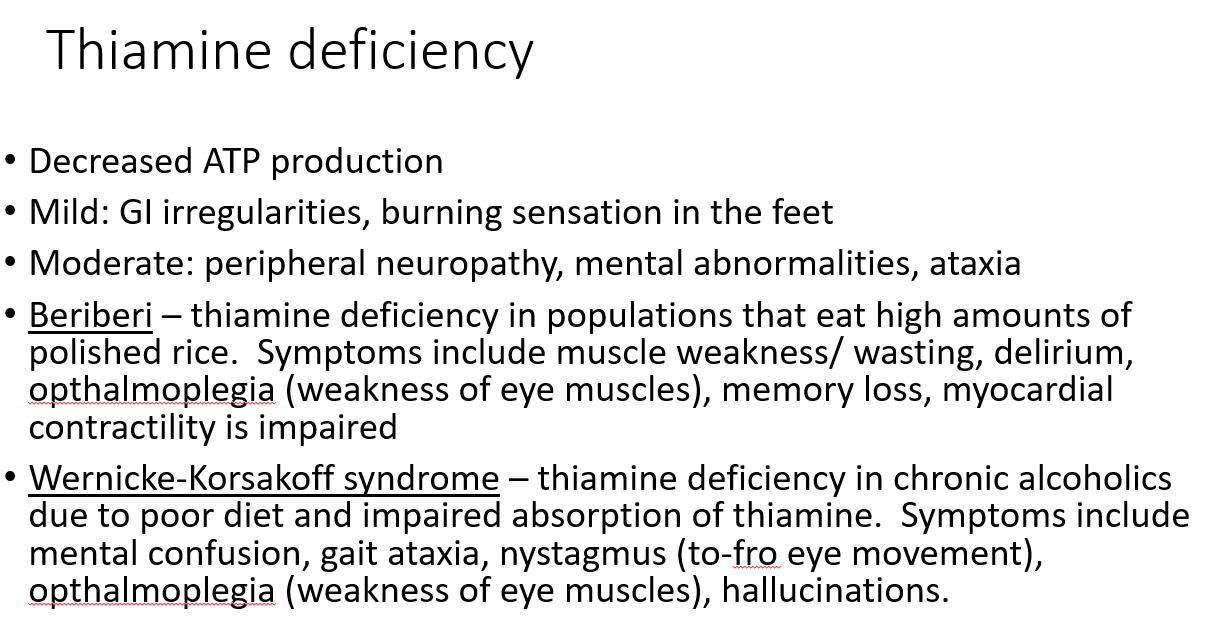 Thiamine deficiency
• Decreased ATP production
• Mild: GI irregularities, burning sensation in the feet
• Moderate: peripheral neuropathy, mental abnormalities, ataxia
• Beriberi – thiamine deficiency in populations that eat high amounts of
polished rice.  Symptoms include muscle weakness/ wasting, delirium,
opthalmoplegia (weakness of eye muscles), memory loss, myocardial
contractility is impaired
• Wernicke-Korsakoff syndrome – thiamine deficiency in chronic alcoholics
due to poor diet and impaired absorption of thiamine.  Symptoms include
mental confusion, gait ataxia, nystagmus (to-fro eye movement),
opthalmoplegia (weakness of eye muscles), hallucinations.